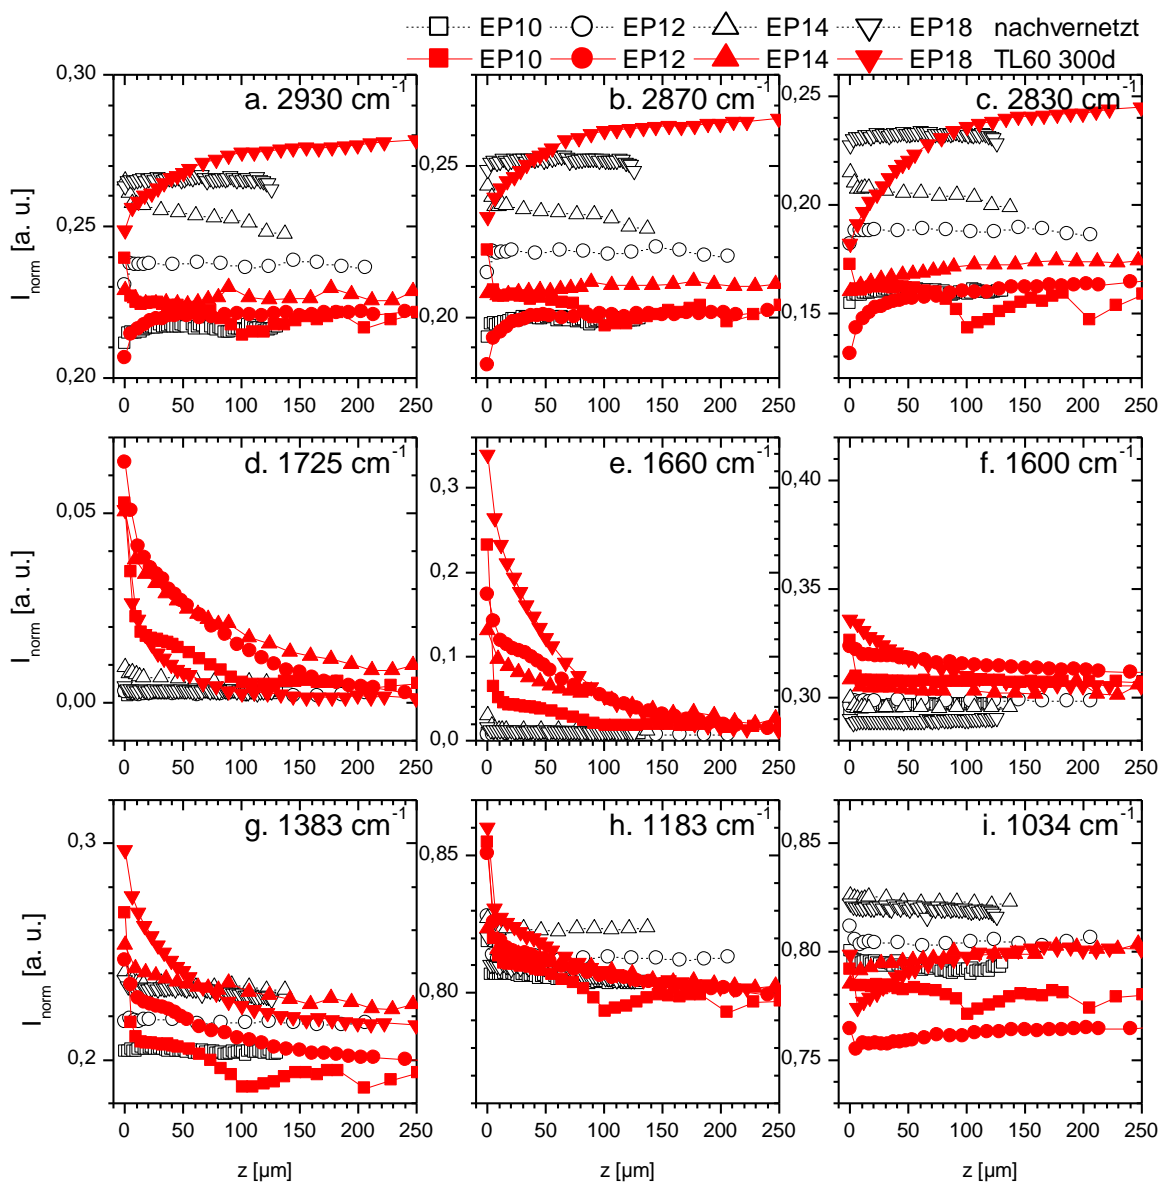 EP10 EP12 EP14 EP18 nachvernetzt
EP10 EP12 EP14 EP18 TL60 300d
a. 2930 cm⁻¹
0,30
0,25
0,20
I_norm [a. u.]
0 50 100 150 200 250
b. 2870 cm⁻¹
0,25
0,20
0 50 100 150 200 250
c. 2830 cm⁻¹
0,25
0,20
0,15
0 50 100 150 200 250
d. 1725 cm⁻¹
0,05
0,00
I_norm [a. u.]
0 50 100 150 200 250
e. 1660 cm⁻¹
0,3
0,2
0,1
0,0
0 50 100 150 200 250
f. 1600 cm⁻¹
0,40
0,35
0,30
0 50 100 150 200 250
g. 1383 cm⁻¹
0,3
0,2
I_norm [a. u.]
0 50 100 150 200 250
z [µm]
h. 1183 cm⁻¹
0,85
0,80
0 50 100 150 200 250
z [µm]
i. 1034 cm⁻¹
0,85
0,80
0,75
0 50 100 150 200 250
z [µm]